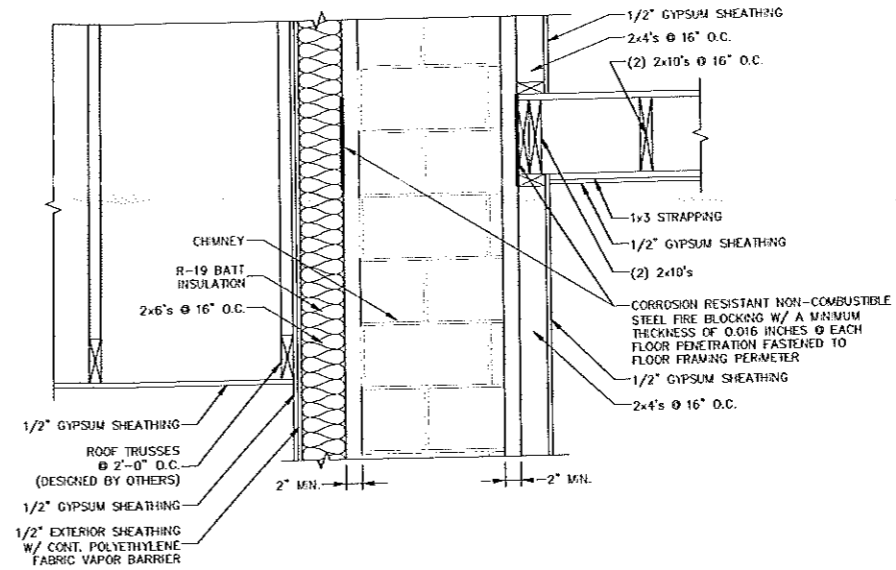 1/2" GYPSUM SHEATHING
2x4's @ 16" O.C.
(2) 2x10's @ 16" O.C.
CHIMNEY
R-19 BATT
INSULATION
2x6's @ 16" O.C.
1x3 STRAPPING
1/2" GYPSUM SHEATHING
(2) 2x10's
CORROSION RESISTANT NON-COMBUSTIBLE
STEEL FIRE BLOCKING W/ A MINIMUM
THICKNESS OF 0.016 INCHES @ EACH
FLOOR PENETRATION FASTENED TO
FLOOR FRAMING PERIMETER
1/2" GYPSUM SHEATHING
2x4's @ 16" O.C.
1/2" GYPSUM SHEATHING
ROOF TRUSSES
@ 2'-0" O.C.
(DESIGNED BY OTHERS)
1/2" GYPSUM SHEATHING
1/2" EXTERIOR SHEATHING
W/ CONT. POLYETHYLENE
FABRIC VAPOR BARRIER
2" MIN.
2" MIN.